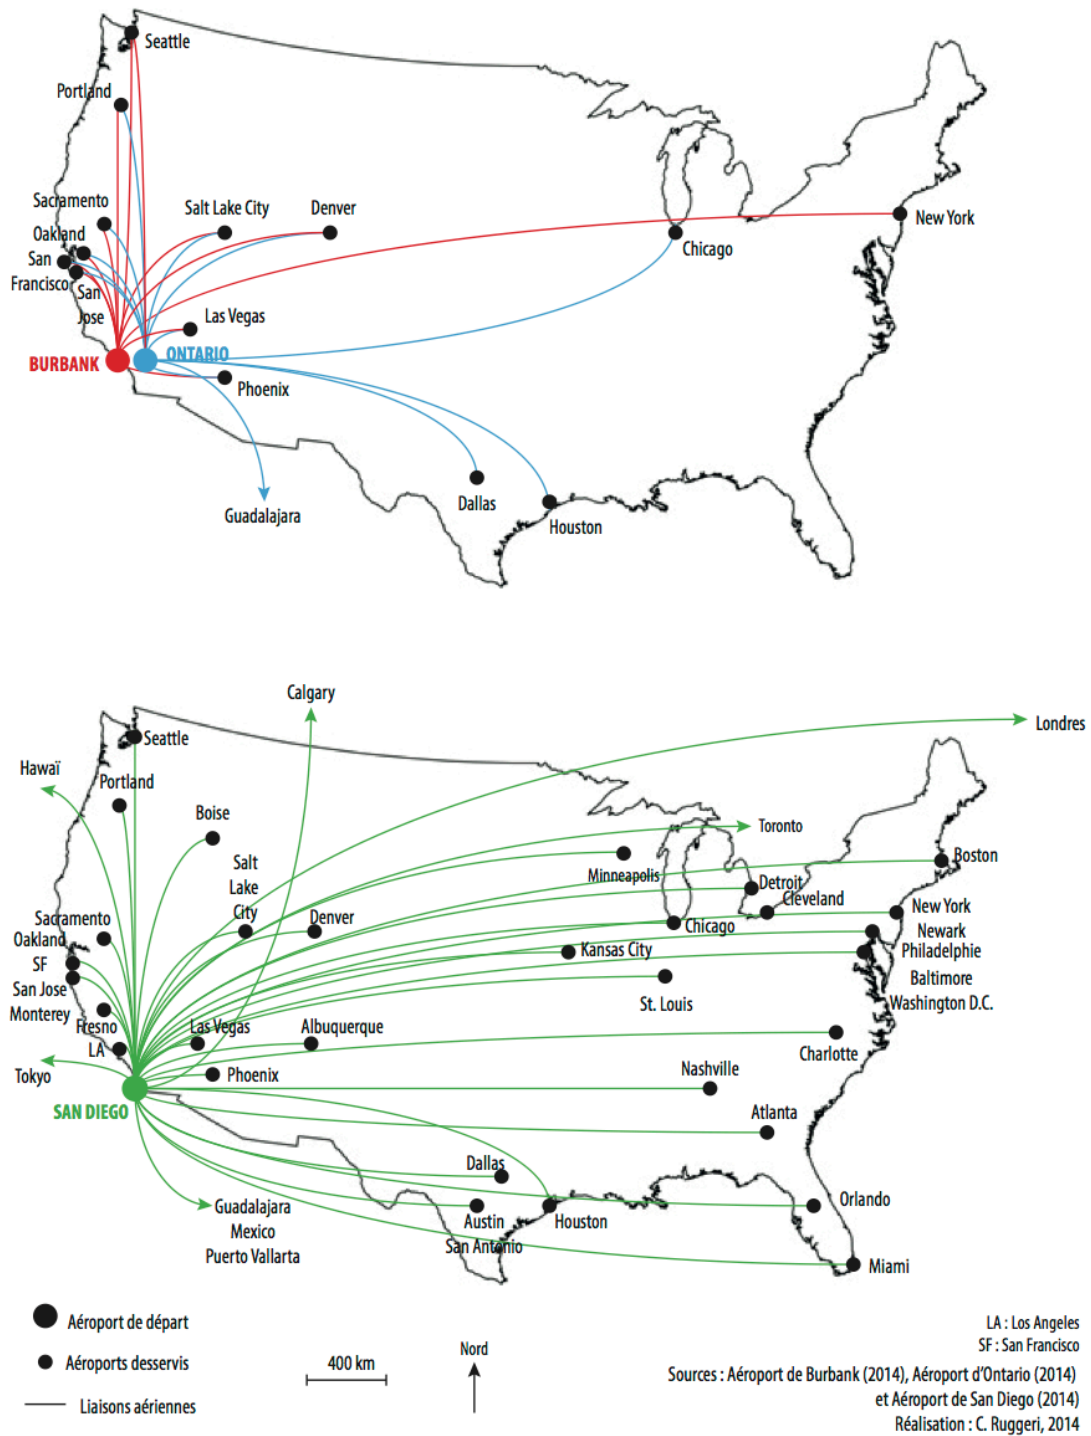 Seattle
Portland
Sacramento
Oakland
San
Francisco
San
Jose
Salt Lake City
Denver
New York
Chicago
Las Vegas
BURBANK
ONTARIO
Phoenix
Guadalajara
Dallas
Houston
Calgary
Londres
Seattle
Hawaï
Portland
Boise
Toronto
Salt
Lake
City
Minneapolis
Boston
Detroit
Cleveland
Sacramento
Denver
New York
Oakland
Chicago
Newark
SF
Kansas City
Philadelphie
San Jose
Baltimore
Monterey
St. Louis
Washington D.C.
Fresno
Las Vegas
Albuquerque
LA
Charlotte
Tokyo
Phoenix
Nashville
SAN DIEGO
Atlanta
Dallas
Orlando
Guadalajara
Mexico
Puerto Vallarta
Austin
San Antonio
Houston
Miami
Aéroport de départ
Aéroports desservis
Liaisons aériennes
400 km
Nord
LA : Los Angeles
SF : San Francisco
Sources : Aéroport de Burbank (2014), Aéroport d'Ontario (2014)
et Aéroport de San Diego (2014)
Réalisation : C. Ruggeri, 2014